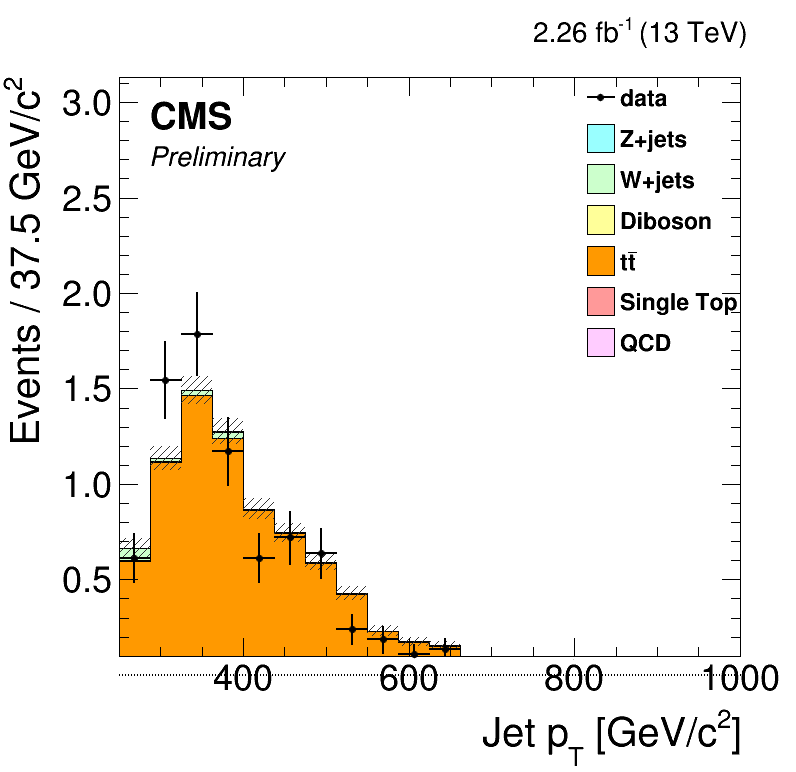 2.26 fb⁻¹ (13 TeV)
CMS
Preliminary
data
Z+jets
W+jets
Diboson
tt̄
Single Top
QCD
Events / 37.5 GeV/c²
3.0
2.5
2.0
1.5
1.0
0.5
400 600 800 1000
Jet p_T [GeV/c²]